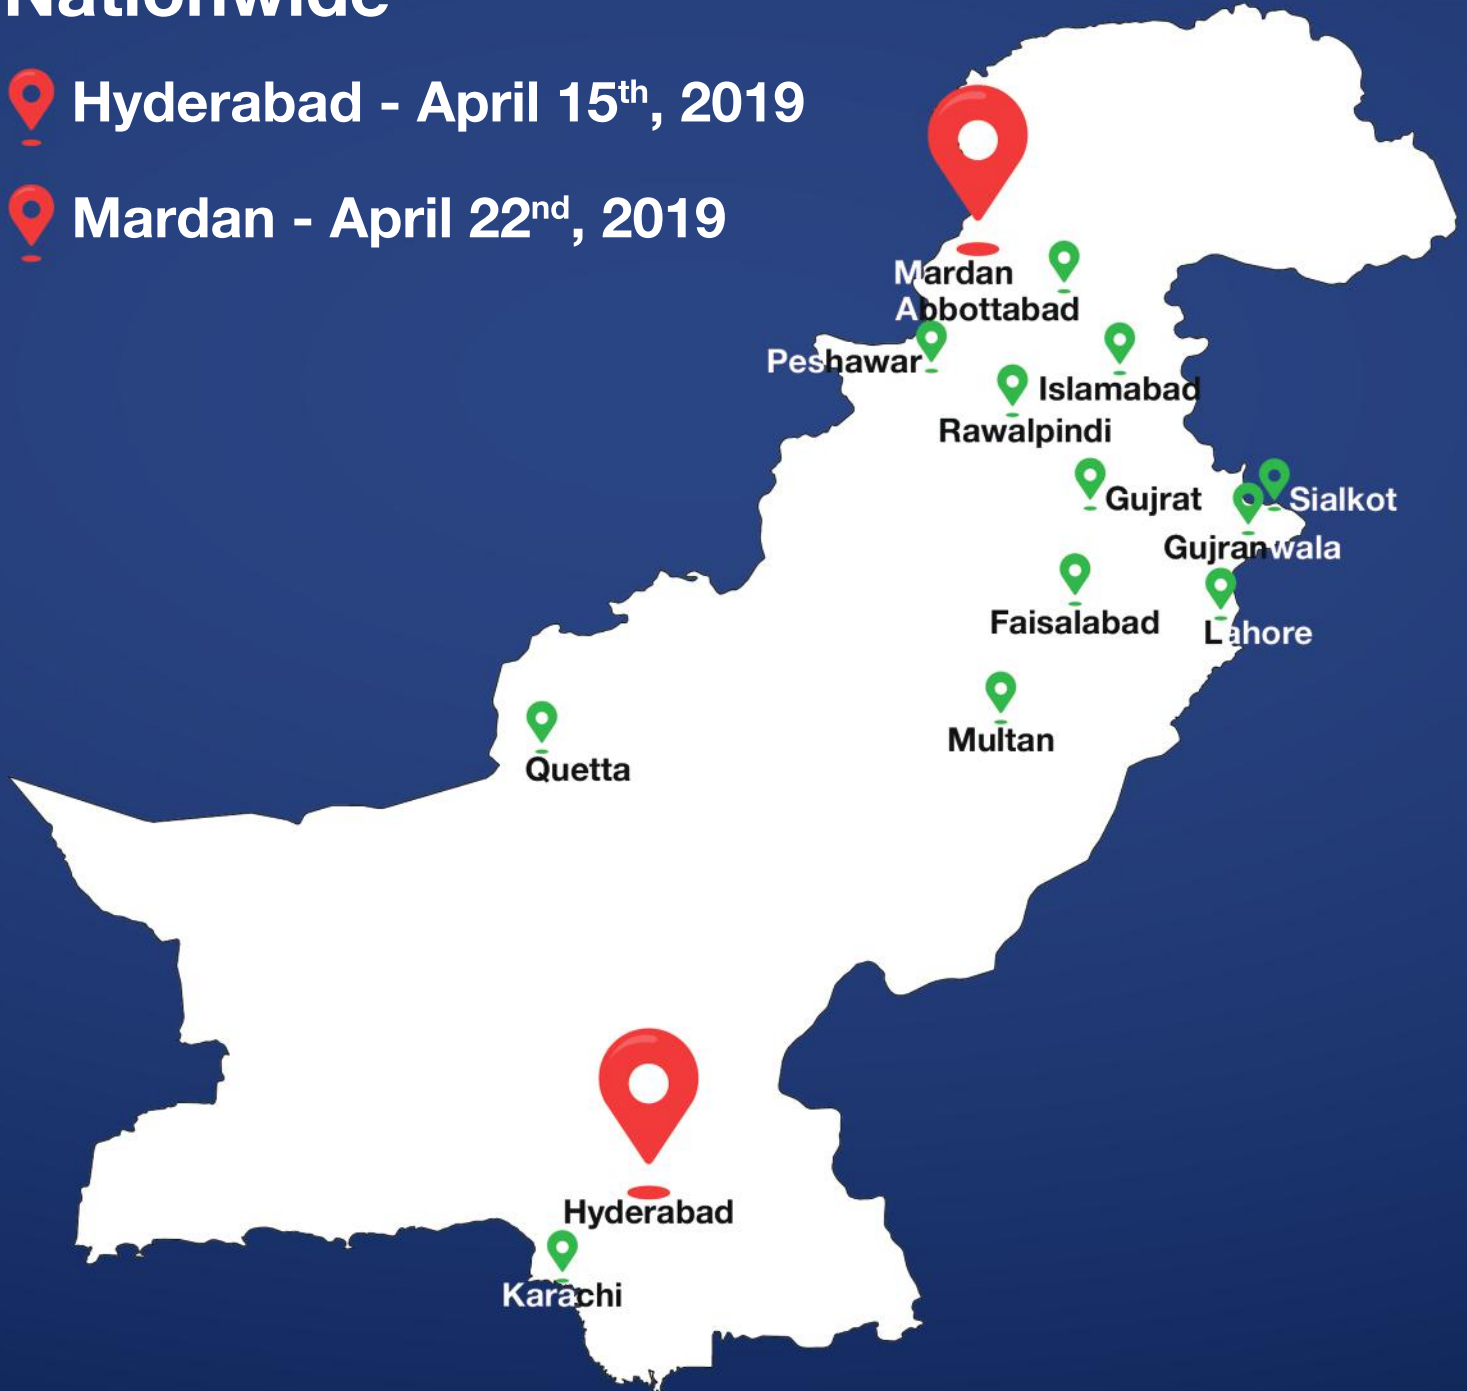 Nationwide
Hyderabad - April 15th, 2019
Mardan - April 22nd, 2019
Mardan
Abbottabad
Peshawar
Islamabad
Rawalpindi
Gujrat
Sialkot
Gujranwala
Faisalabad
Lahore
Multan
Quetta
Hyderabad
Karachi